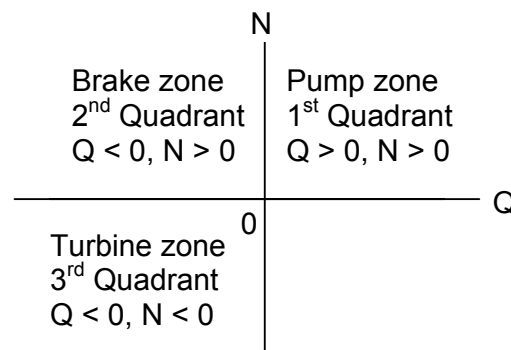 N
Brake zone
2nd Quadrant
Q < 0, N > 0
Pump zone
1st Quadrant
Q > 0, N > 0
Q
0
Turbine zone
3rd Quadrant
Q < 0, N < 0